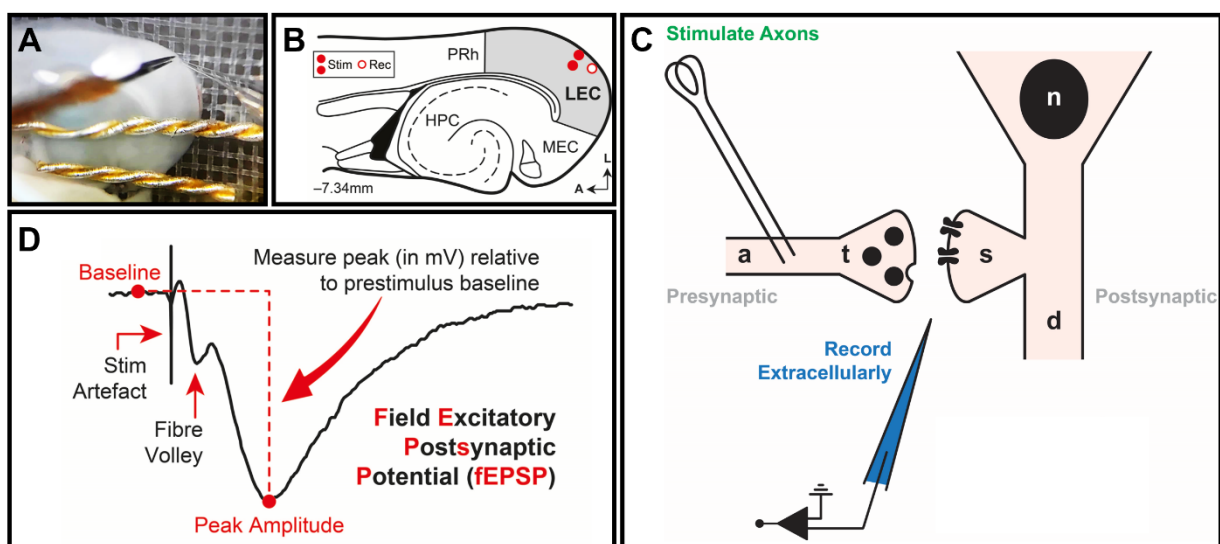 A
B
Stim
Rec
PRh
LEC
HPC
MEC
L
A
–7.34mm
C
Stimulate Axons
n
a
t
s
Presynaptic
Postsynaptic
d
Record
Extracellularly
D
Baseline
Measure peak (in mV) relative
to prestimulus baseline
Stim
Artefact
Fibre
Volley
Field Excitatory
Postsynaptic
Potential (fEPSP)
Peak Amplitude